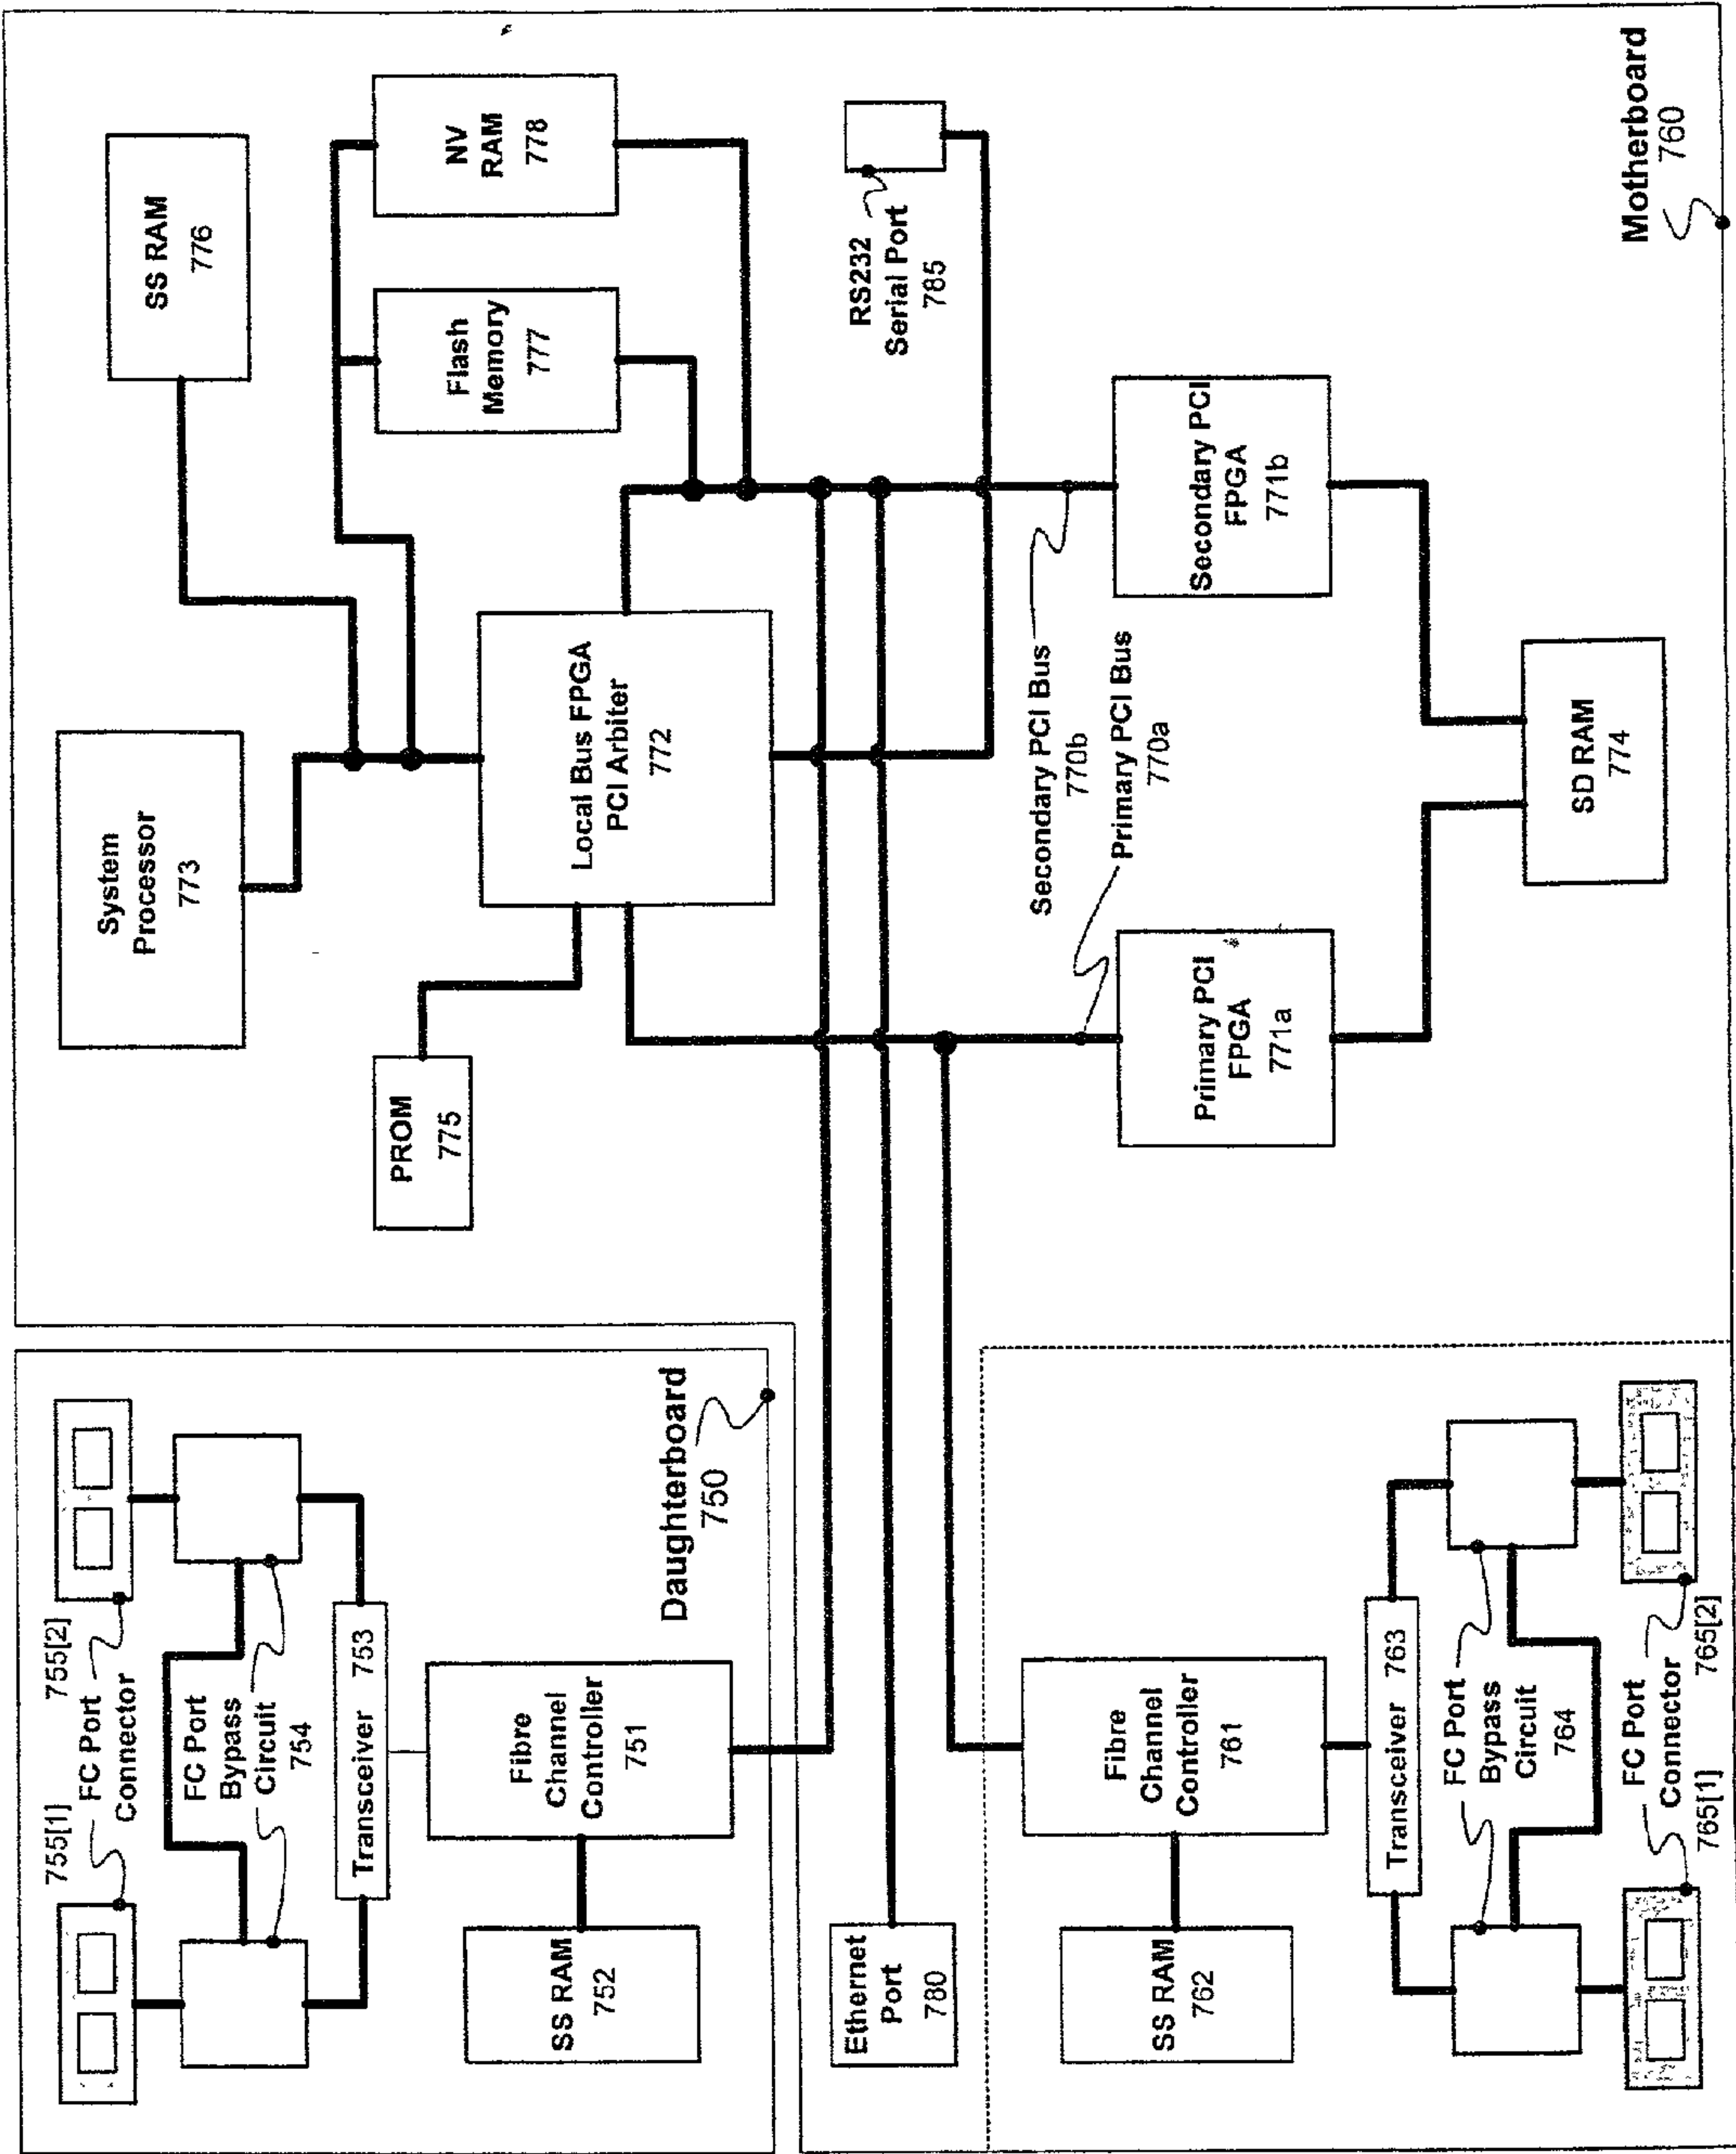 755[1]
755[2]
FC Port
Connector
FC Port
Bypass
Circuit
754
Transceiver 753
Fibre
Channel
Controller
751
SS RAM
752
Daughterboard
750
Ethernet
Port
780
Fibre
Channel
Controller
761
SS RAM
762
Transceiver 763
FC Port
Bypass
Circuit
764
FC Port
Connector
765[1]
765[2]
System
Processor
773
SS RAM
776
PROM
775
Local Bus FPGA
PCI Arbiter
772
Flash
Memory
777
NV
RAM
778
RS232
Serial Port
785
Secondary PCI Bus
770b
Primary PCI Bus
770a
Primary PCI
FPGA
771a
Secondary PCI
FPGA
771b
SD RAM
774
Motherboard
760